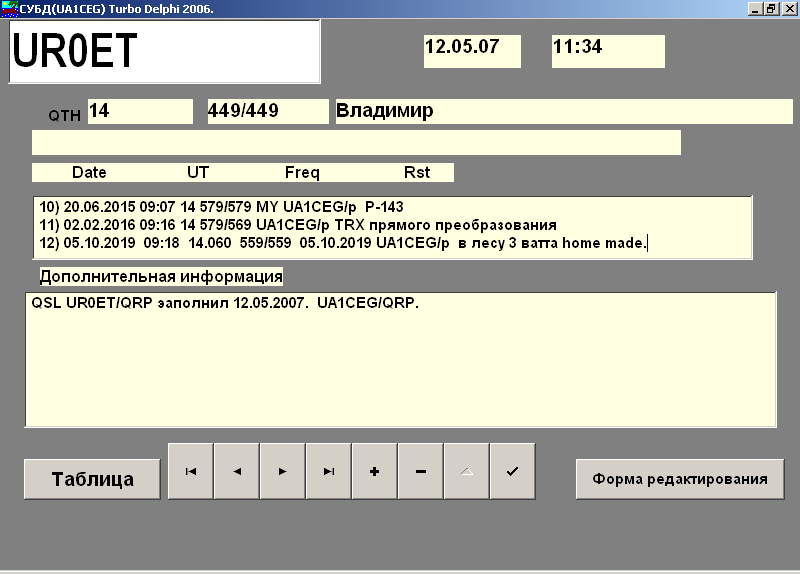 СУБД(UA1CEG) Turbo Delphi 2006.
UR0ET
12.05.07 11:34
QTH 14 449/449 Владимир
Date UT Freq Rst
10) 20.06.2015 09:07 14 579/579 MY UA1CEG/p P-143
11) 02.02.2016 09:16 14 579/569 UA1CEG/p TRX прямого преобразования
12) 05.10.2019 09:18 14.060 559/559 05.10.2019 UA1CEG/p в лесу 3 ватта home made.
Дополнительная информация
QSL UR0ET/QRP заполнил 12.05.2007. UA1CEG/QRP.
Таблица
Форма редактирования